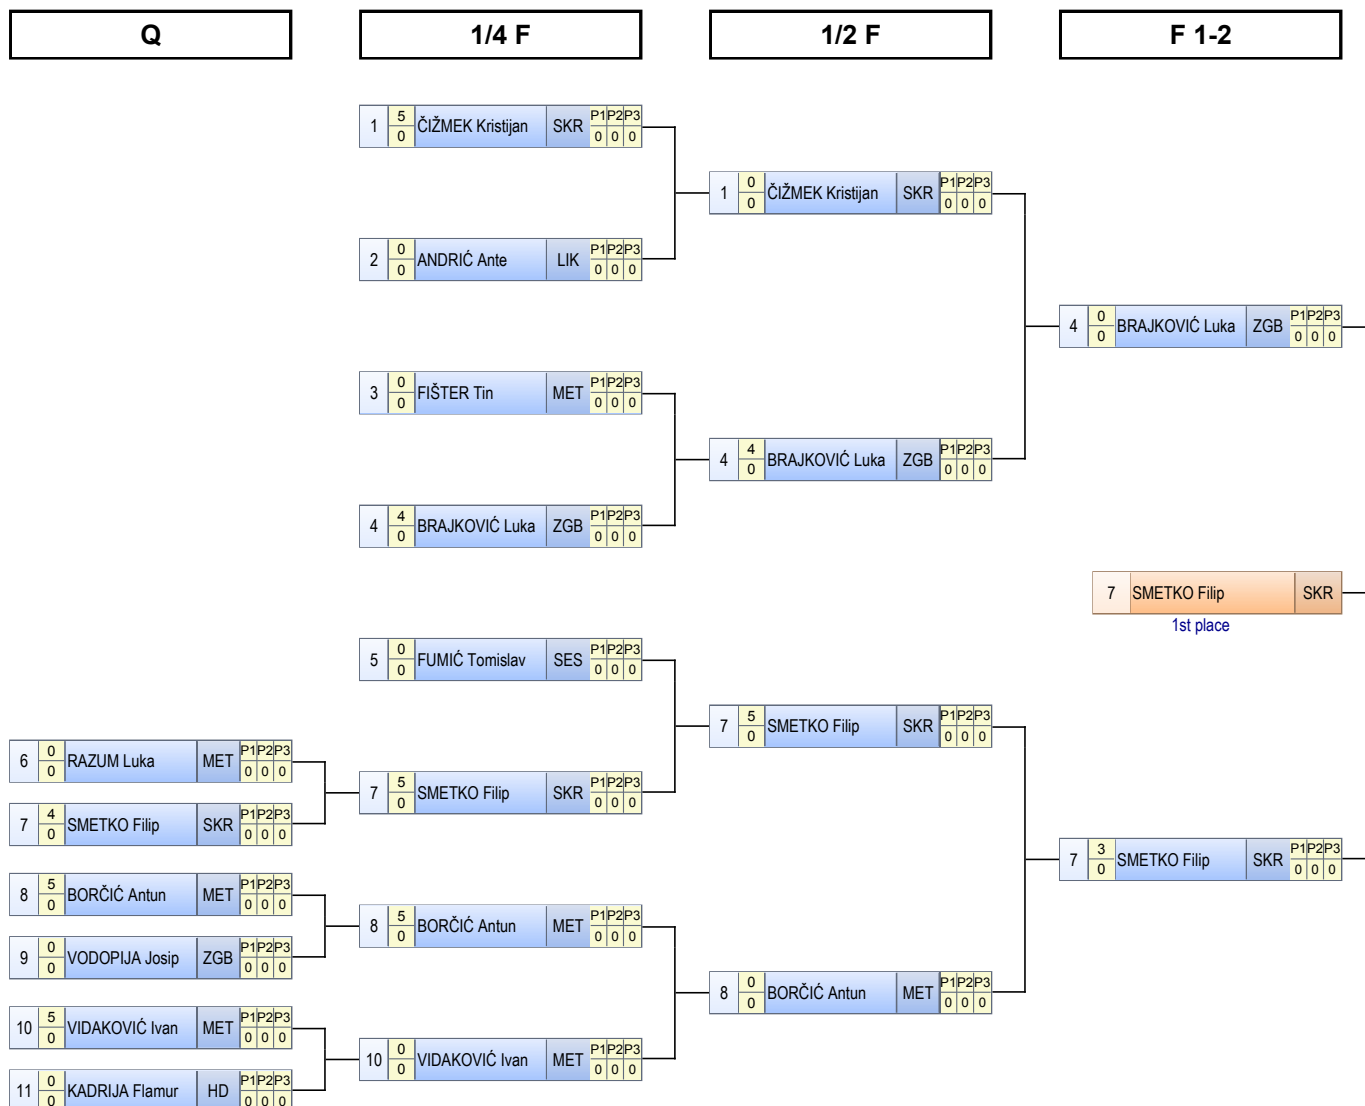 Q 1/4 F 1/2 F F 1-2
1 5 0 ČIŽMEK Kristijan SKR P1 P2 P3 0 0 0
1 0 0 ČIŽMEK Kristijan SKR P1 P2 P3 0 0 0
2 0 0 ANDRIĆ Ante LIK P1 P2 P3 0 0 0
4 0 0 BRAJKOVIĆ Luka ZGB P1 P2 P3 0 0 0
3 0 0 FIŠTER Tin MET P1 P2 P3 0 0 0
4 4 0 BRAJKOVIĆ Luka ZGB P1 P2 P3 0 0 0
4 4 0 BRAJKOVIĆ Luka ZGB P1 P2 P3 0 0 0
7 SMETKO Filip SKR
1st place
5 0 0 FUMIĆ Tomislav SES P1 P2 P3 0 0 0
7 5 0 SMETKO Filip SKR P1 P2 P3 0 0 0
6 0 0 RAZUM Luka MET P1 P2 P3 0 0 0
7 5 0 SMETKO Filip SKR P1 P2 P3 0 0 0
7 4 0 SMETKO Filip SKR P1 P2 P3 0 0 0
7 3 0 SMETKO Filip SKR P1 P2 P3 0 0 0
8 5 0 BORČIĆ Antun MET P1 P2 P3 0 0 0
8 5 0 BORČIĆ Antun MET P1 P2 P3 0 0 0
9 0 0 VODOPIJA Josip ZGB P1 P2 P3 0 0 0
8 0 0 BORČIĆ Antun MET P1 P2 P3 0 0 0
10 5 0 VIDAKOVIĆ Ivan MET P1 P2 P3 0 0 0
10 0 0 VIDAKOVIĆ Ivan MET P1 P2 P3 0 0 0
11 0 0 KADRIJA Flamur HD P1 P2 P3 0 0 0